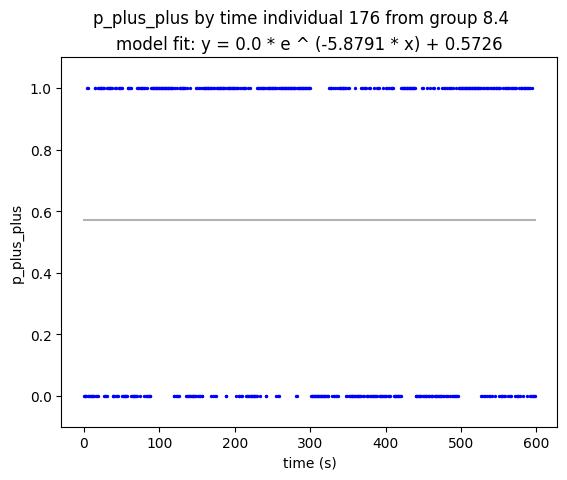 p_plus_plus by time individual 176 from group 8.4
model fit: y = 0.0 * e ^ (-5.8791 * x) + 0.5726
1.0
0.8
0.6
0.4
0.2
0.0
p_plus_plus
0 100 200 300 400 500 600
time (s)